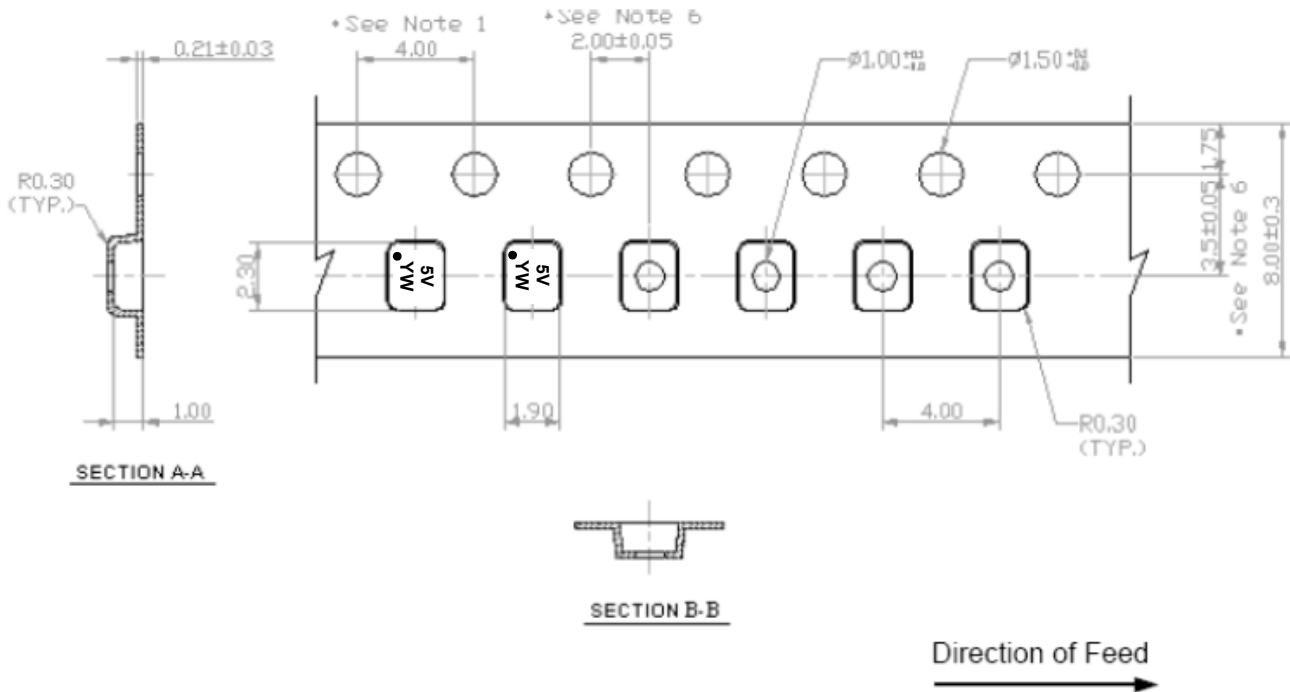 *See Note 1
*See Note 6
0.21±0.03
4.00
2.00±0.05
ø1.00
ø1.50
1.75
3.5±0.05
*See Note 6
8.00±0.3
R0.30
(TYP.)
2.30
5V
YW
5V
YW
1.00
1.90
4.00
R0.30
(TYP.)
SECTION A-A
SECTION B-B
Direction of Feed